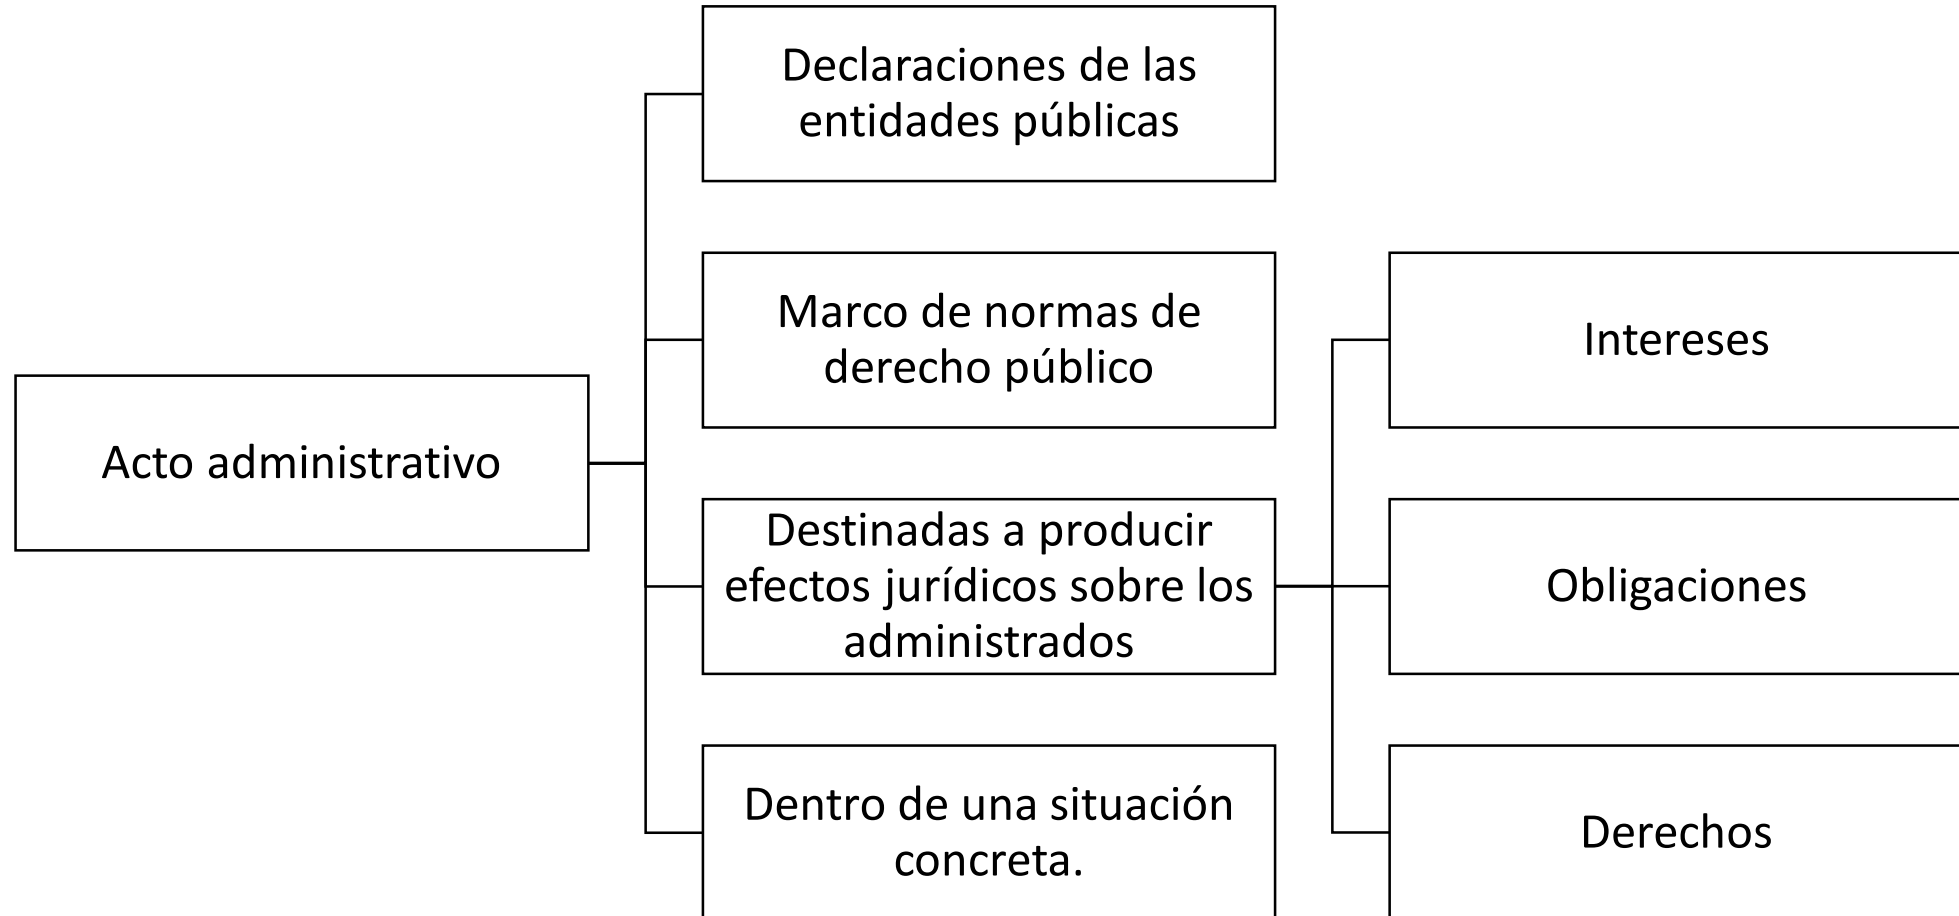 Acto administrativo
Declaraciones de las
entidades públicas
Marco de normas de
derecho público
Destinadas a producir
efectos jurídicos sobre los
administrados
Dentro de una situación
concreta.
Intereses
Obligaciones
Derechos